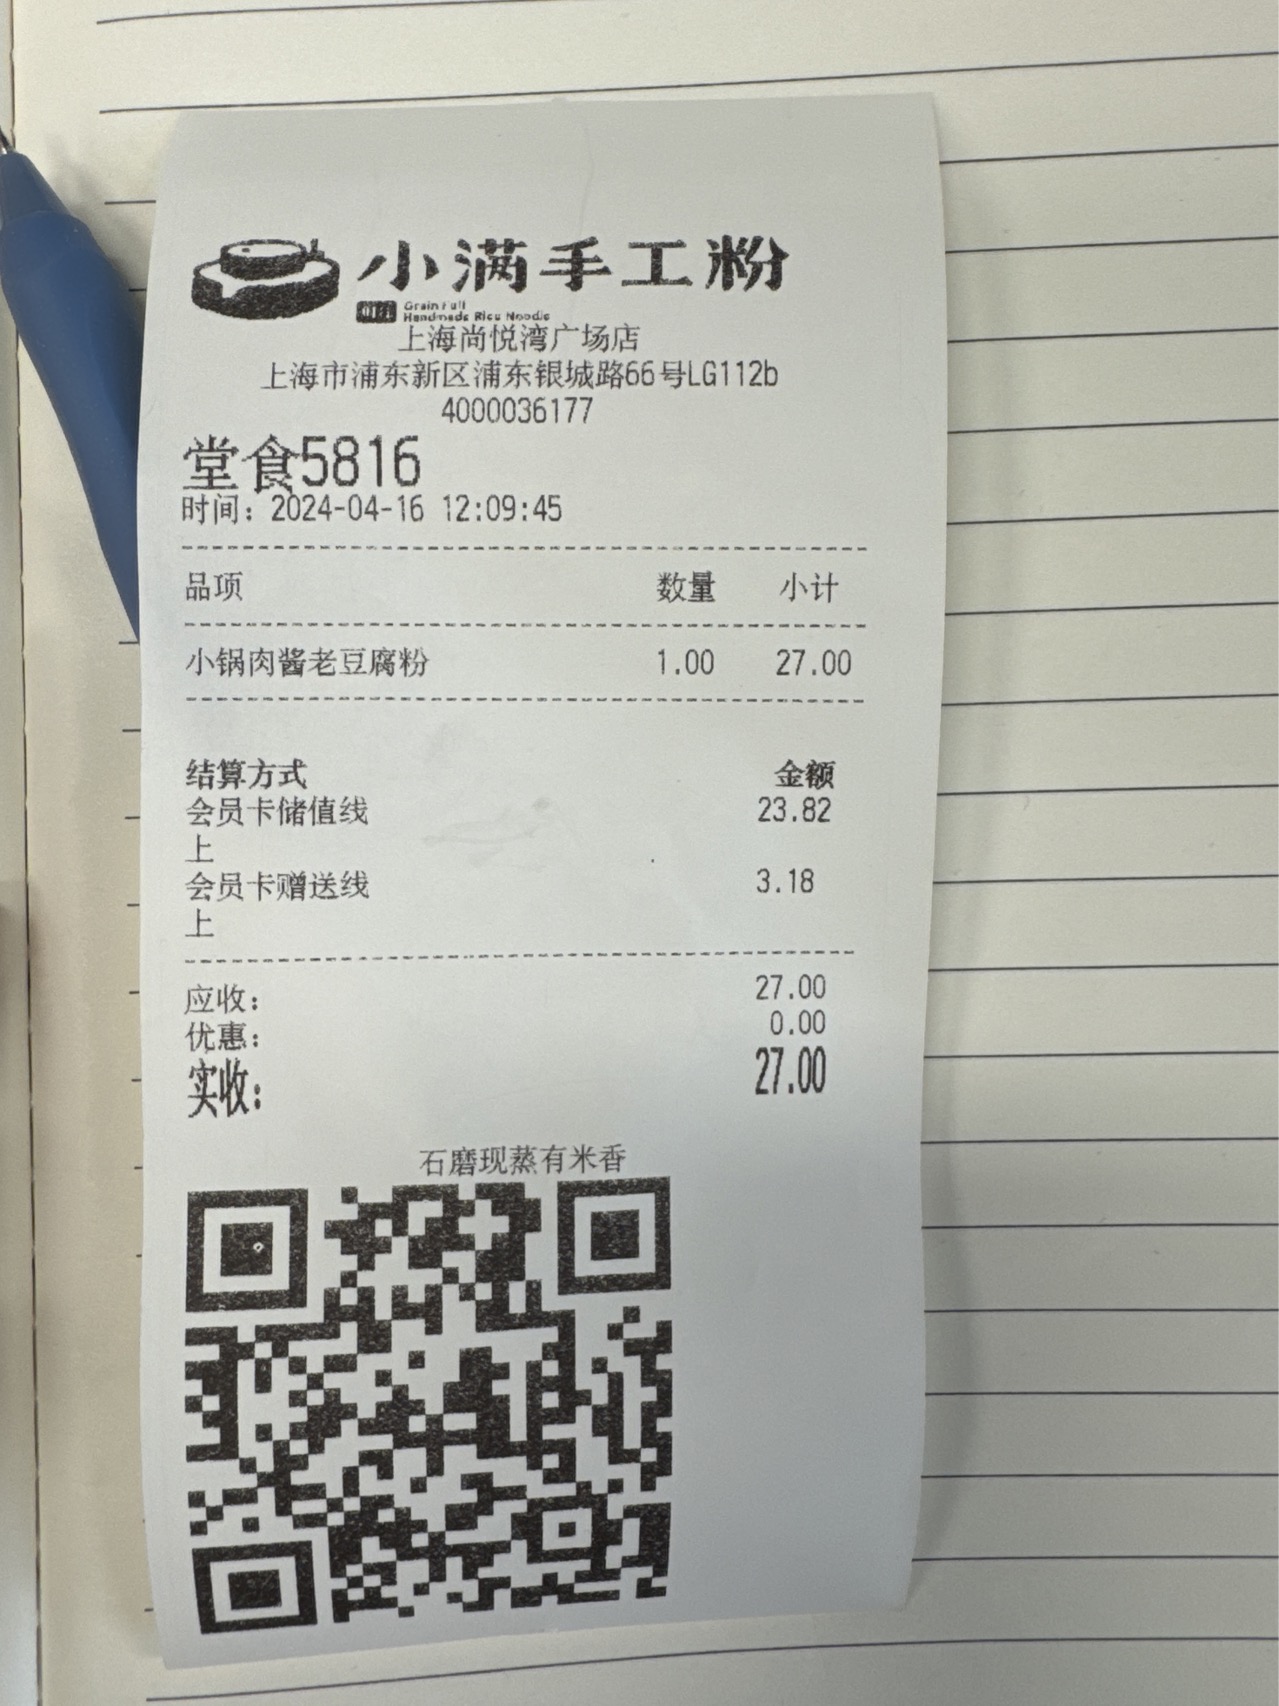 小满手工粉
Grain Full
Handmade Rice Noodle
上海尚悦湾广场店
上海市浦东新区浦东银城路66号LG112b
4000036177
堂食5816
时间：2024-04-16 12:09:45
品项 数量 小计
小锅肉酱老豆腐粉 1.00 27.00
结算方式 金额
会员卡储值线 23.82
上
会员卡赠送线 3.18
上
应收： 27.00
优惠： 0.00
实收： 27.00
石磨现蒸有米香